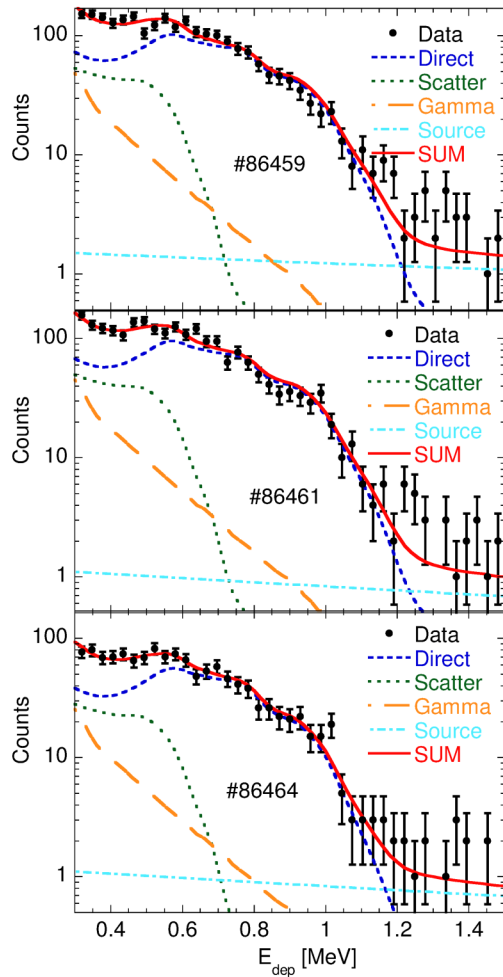 100
10
1
Counts
Data
Direct
Scatter
Gamma
Source
SUM
#86459
100
10
1
Counts
Data
Direct
Scatter
Gamma
Source
SUM
#86461
100
10
1
Counts
Data
Direct
Scatter
Gamma
Source
SUM
#86464
0.4 0.6 0.8 1.0 1.2 1.4
E_dep [MeV]